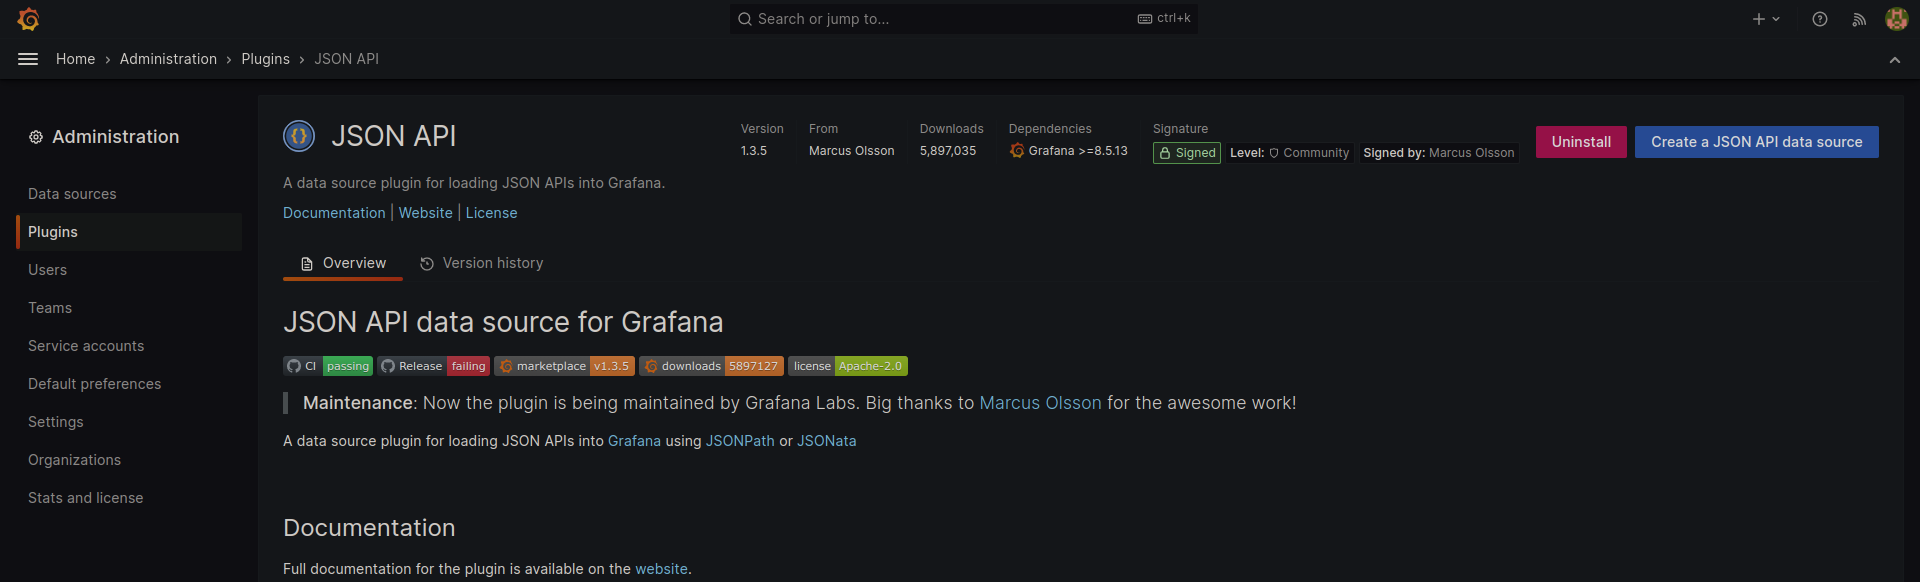 Search or jump to... ctrl+k
Home › Administration › Plugins › JSON API
Administration
Data sources
Plugins
Users
Teams
Service accounts
Default preferences
Settings
Organizations
Stats and license
JSON API
Version From Downloads Dependencies Signature
1.3.5 Marcus Olsson 5,897,035 Grafana >=8.5.13 Signed Level: Community Signed by: Marcus Olsson
Uninstall Create a JSON API data source
A data source plugin for loading JSON APIs into Grafana.
Documentation | Website | License
Overview Version history
JSON API data source for Grafana
CI passing Release failing marketplace v1.3.5 downloads 5897127 license Apache-2.0
Maintenance: Now the plugin is being maintained by Grafana Labs. Big thanks to Marcus Olsson for the awesome work!
A data source plugin for loading JSON APIs into Grafana using JSONPath or JSONata
Documentation
Full documentation for the plugin is available on the website.